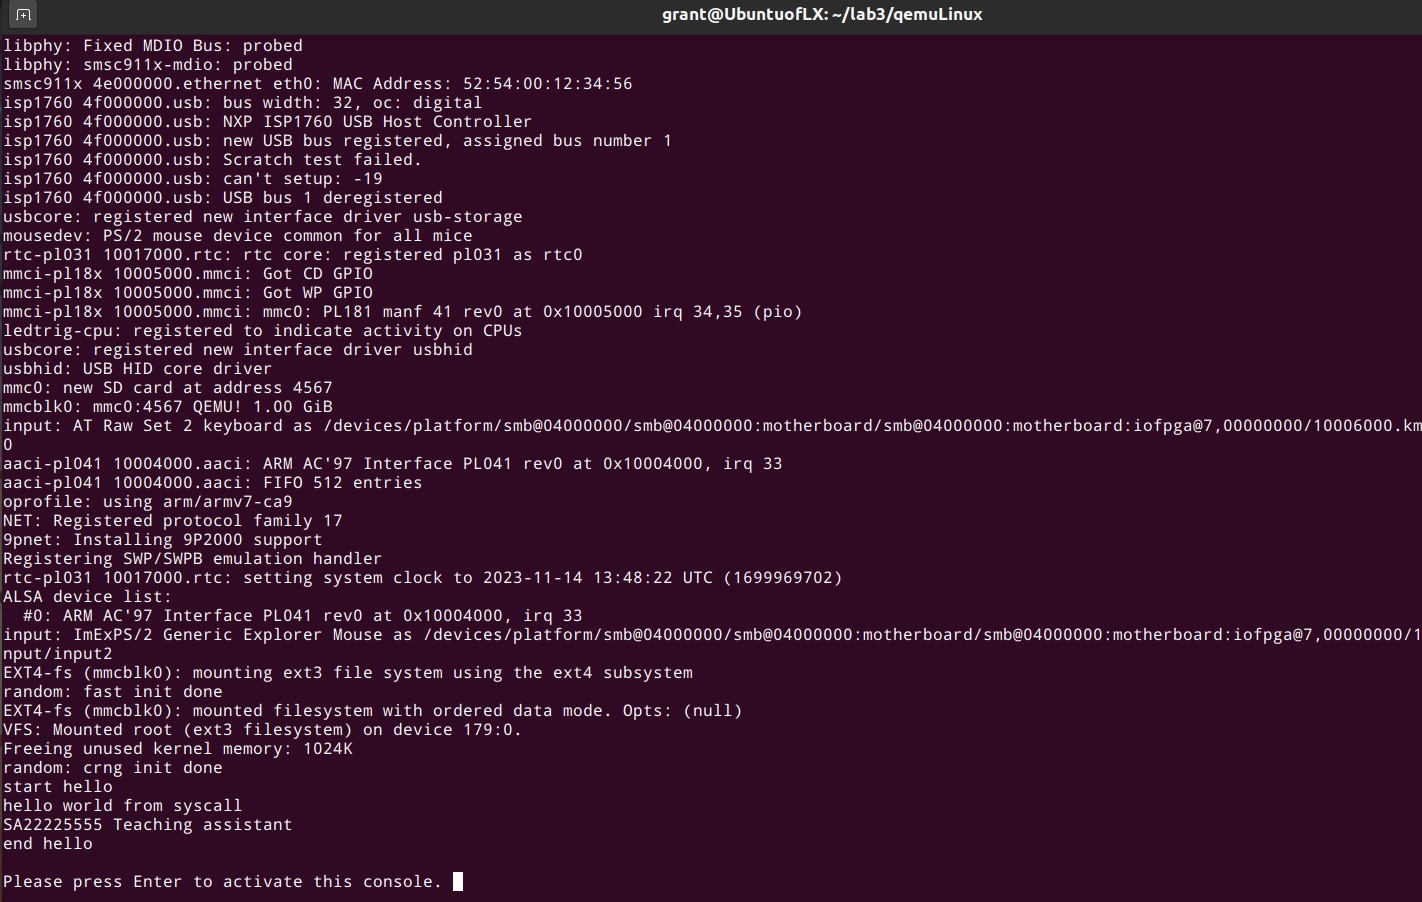 grant@UbuntuofLX: ~/lab3/qemuLinux
libphy: Fixed MDIO Bus: probed
libphy: smsc911x-mdio: probed
smsc911x 4e000000.ethernet eth0: MAC Address: 52:54:00:12:34:56
isp1760 4f000000.usb: bus width: 32, oc: digital
isp1760 4f000000.usb: NXP ISP1760 USB Host Controller
isp1760 4f000000.usb: new USB bus registered, assigned bus number 1
isp1760 4f000000.usb: Scratch test failed.
isp1760 4f000000.usb: can't setup: -19
isp1760 4f000000.usb: USB bus 1 deregistered
usbcore: registered new interface driver usb-storage
mousedev: PS/2 mouse device common for all mice
rtc-pl031 10017000.rtc: rtc core: registered pl031 as rtc0
mmci-pl18x 10005000.mmci: Got CD GPIO
mmci-pl18x 10005000.mmci: Got WP GPIO
mmci-pl18x 10005000.mmci: mmc0: PL181 manf 41 rev0 at 0x10005000 irq 34,35 (pio)
ledtrig-cpu: registered to indicate activity on CPUs
usbcore: registered new interface driver usbhid
usbhid: USB HID core driver
mmc0: new SD card at address 4567
mmcblk0: mmc0:4567 QEMU! 1.00 GiB
input: AT Raw Set 2 keyboard as /devices/platform/smb@04000000/smb@04000000:motherboard/smb@04000000:motherboard:iofpga@7,00000000/10006000.km
0
aaci-pl041 10004000.aaci: ARM AC'97 Interface PL041 rev0 at 0x10004000, irq 33
aaci-pl041 10004000.aaci: FIFO 512 entries
oprofile: using arm/armv7-ca9
NET: Registered protocol family 17
9pnet: Installing 9P2000 support
Registering SWP/SWPB emulation handler
rtc-pl031 10017000.rtc: setting system clock to 2023-11-14 13:48:22 UTC (1699969702)
ALSA device list:
  #0: ARM AC'97 Interface PL041 rev0 at 0x10004000, irq 33
input: ImExPS/2 Generic Explorer Mouse as /devices/platform/smb@04000000/smb@04000000:motherboard/smb@04000000:motherboard:iofpga@7,00000000/1
nput/input2
EXT4-fs (mmcblk0): mounting ext3 file system using the ext4 subsystem
random: fast init done
EXT4-fs (mmcblk0): mounted filesystem with ordered data mode. Opts: (null)
VFS: Mounted root (ext3 filesystem) on device 179:0.
Freeing unused kernel memory: 1024K
random: crng init done
start hello
hello world from syscall
SA22225555 Teaching assistant
end hello
Please press Enter to activate this console.